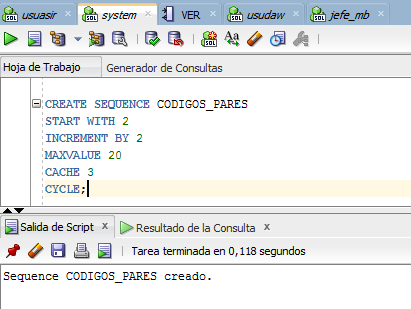 usuasir system VER usudaw jefe_mb
Hoja de Trabajo Generador de Consultas
CREATE SEQUENCE CODIGOS_PARES
START WITH 2
INCREMENT BY 2
MAXVALUE 20
CACHE 3
CYCLE;
Salida de Script x Resultado de la Consulta x
Tarea terminada en 0,118 segundos
Sequence CODIGOS_PARES creado.